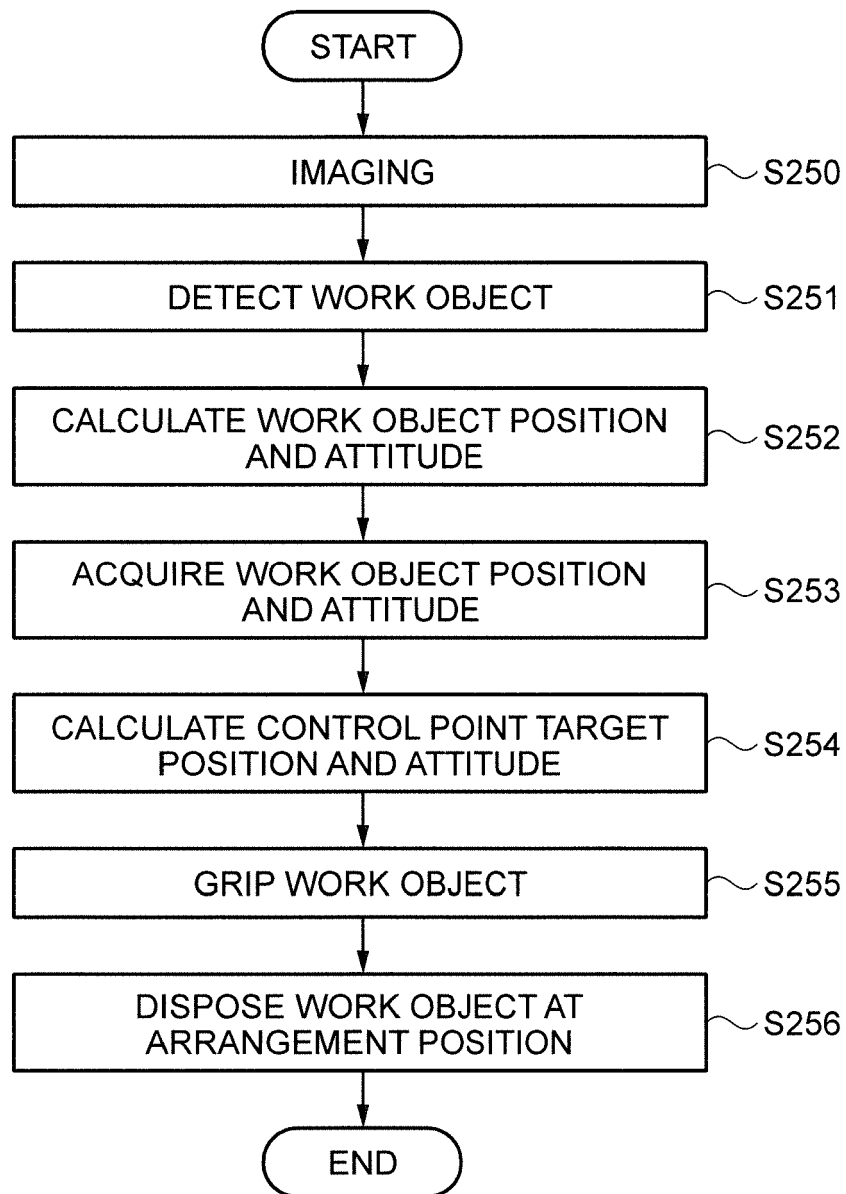 START
IMAGING
S250
DETECT WORK OBJECT
S251
CALCULATE WORK OBJECT POSITION
AND ATTITUDE
S252
ACQUIRE WORK OBJECT POSITION
AND ATTITUDE
S253
CALCULATE CONTROL POINT TARGET
POSITION AND ATTITUDE
S254
GRIP WORK OBJECT
S255
DISPOSE WORK OBJECT AT
ARRANGEMENT POSITION
S256
END